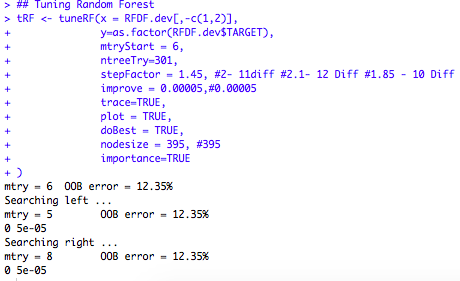 > ## Tuning Random Forest
> tRF <- tuneRF(x = RFDF.dev[,-c(1,2)],
+ y=as.factor(RFDF.dev$TARGET),
+ mtryStart = 6,
+ ntreeTry=301,
+ stepFactor = 1.45, #2- 11diff #2.1- 12 Diff #1.85 - 10 Diff
+ improve = 0.00005,#0.00005
+ trace=TRUE,
+ plot = TRUE,
+ doBest = TRUE,
+ nodesize = 395, #395
+ importance=TRUE
+ )
mtry = 6 OOB error = 12.35%
Searching left ...
mtry = 5 OOB error = 12.35%
0 5e-05
Searching right ...
mtry = 8 OOB error = 12.35%
0 5e-05